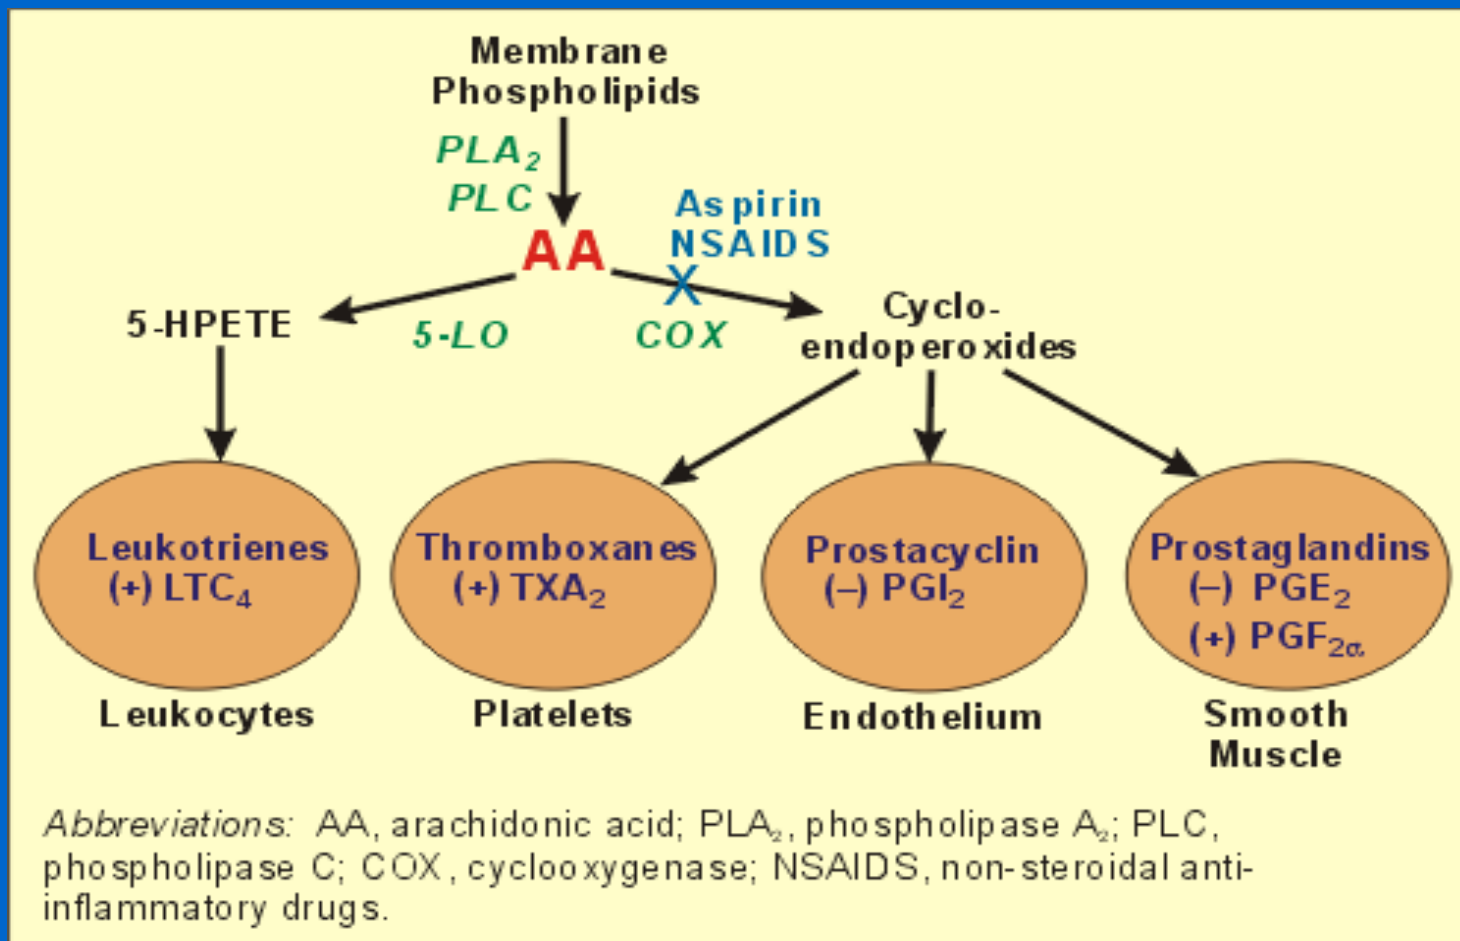 Membrane
Phospholipids
PLA₂
PLC
Aspirin
NSAIDS
AA
X
5-HPETE
5-LO
COX
Cyclo-
endoperoxides
Leukotrienes
(+) LTC₄
Thromboxanes
(+) TXA₂
Prostacyclin
(–) PGI₂
Prostaglandins
(–) PGE₂
(+) PGF₂α
Leukocytes
Platelets
Endothelium
Smooth
Muscle
Abbreviations: AA, arachidonic acid; PLA₂, phospholipase A₂; PLC,
phospholipase C; COX, cyclooxygenase; NSAIDS, non-steroidal anti-
inflammatory drugs.